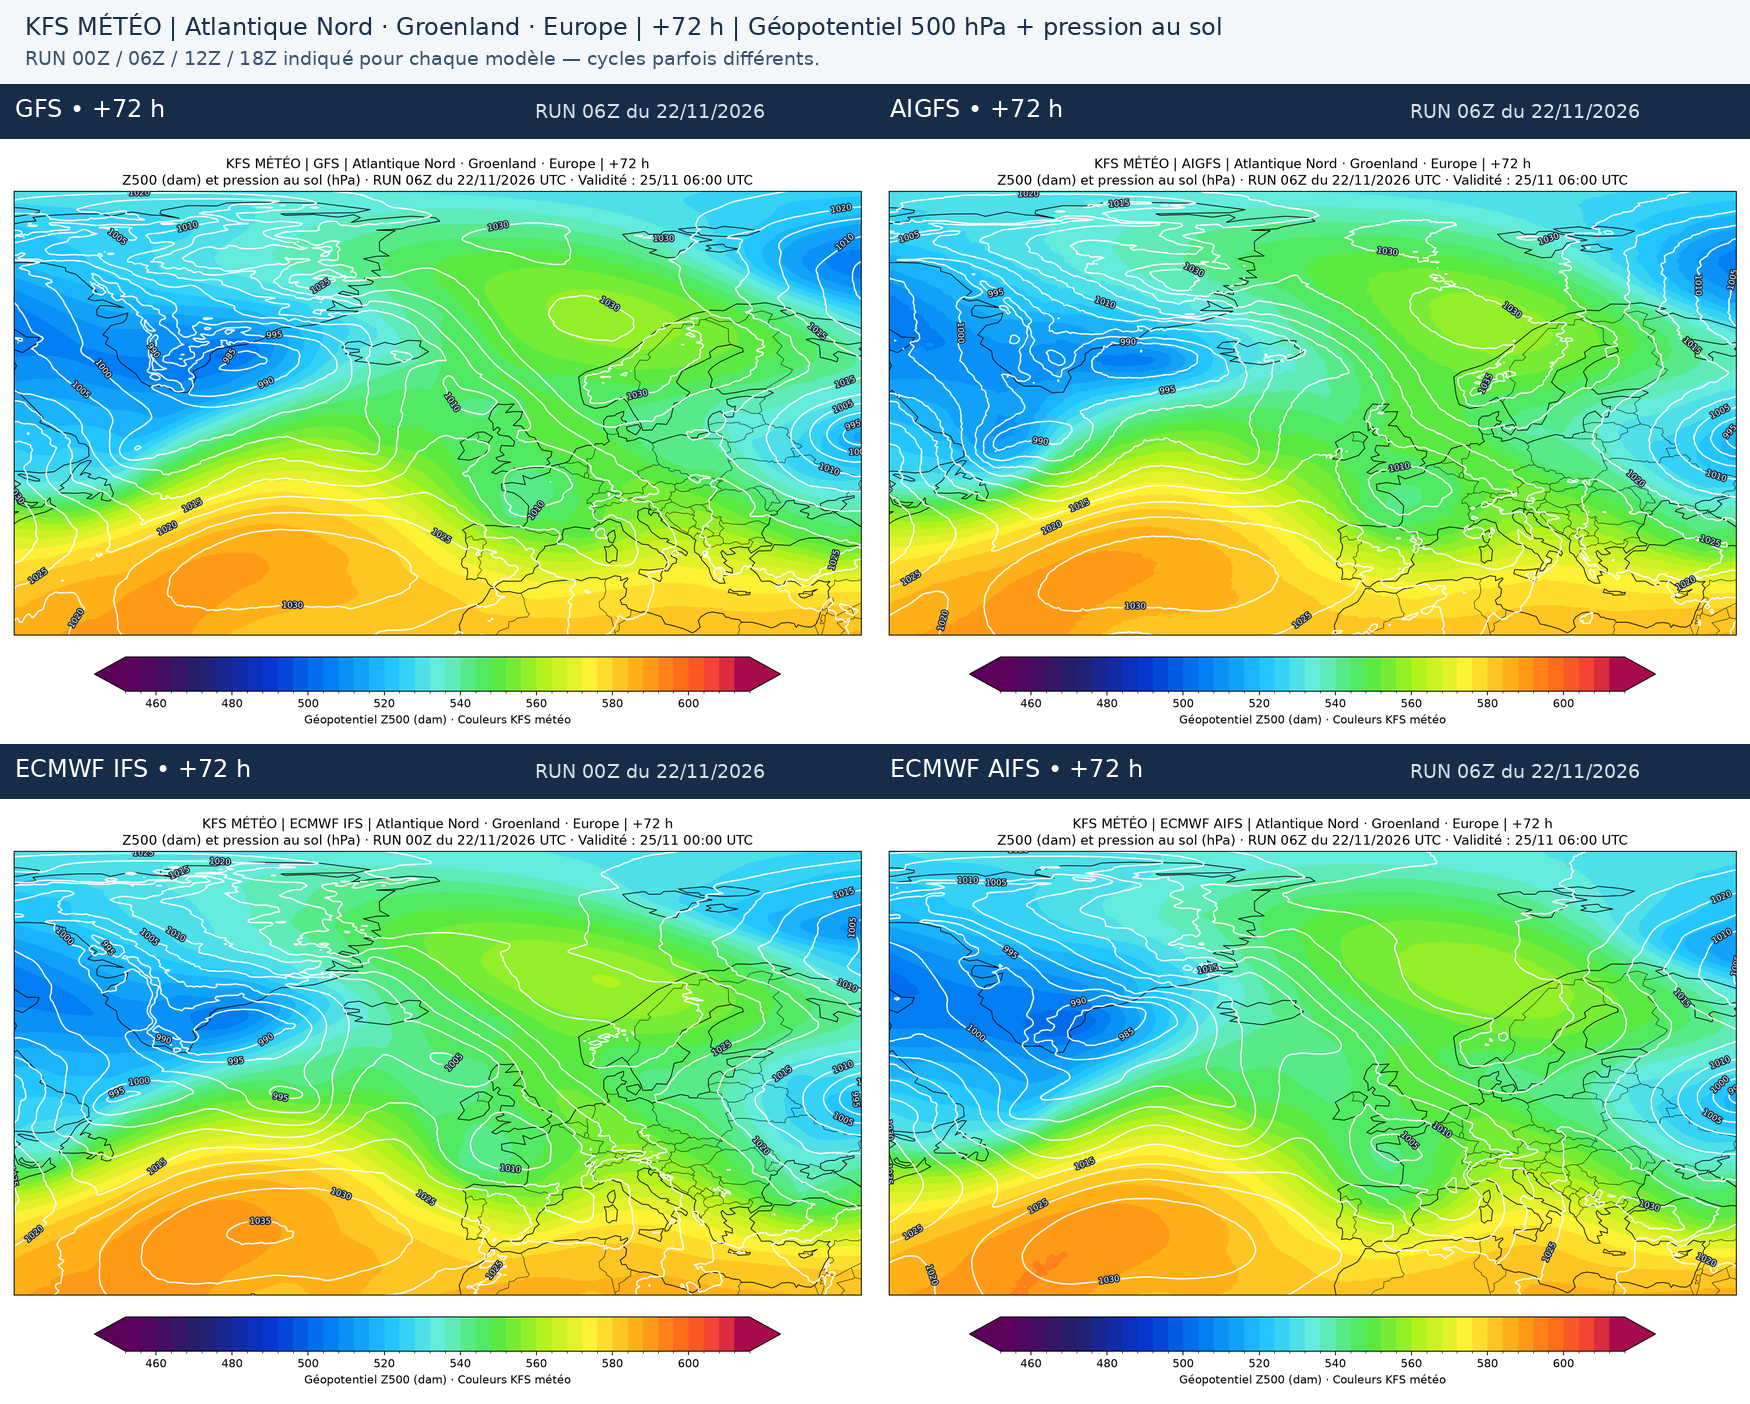 KFS MÉTÉO | Atlantique Nord · Groenland · Europe | +72 h | Géopotentiel 500 hPa + pression au sol
RUN 00Z / 06Z / 12Z / 18Z indiqué pour chaque modèle — cycles parfois différents.
GFS • +72 h
RUN 06Z du 22/11/2026
AIGFS • +72 h
RUN 06Z du 22/11/2026
KFS MÉTÉO | GFS | Atlantique Nord · Groenland · Europe | +72 h
Z500 (dam) et pression au sol (hPa) · RUN 06Z du 22/11/2026 UTC · Validité : 25/11 06:00 UTC
KFS MÉTÉO | AIGFS | Atlantique Nord · Groenland · Europe | +72 h
Z500 (dam) et pression au sol (hPa) · RUN 06Z du 22/11/2026 UTC · Validité : 25/11 06:00 UTC
460 480 500 520 540 560 580 600
Géopotentiel Z500 (dam) · Couleurs KFS météo
460 480 500 520 540 560 580 600
Géopotentiel Z500 (dam) · Couleurs KFS météo
ECMWF IFS • +72 h
RUN 00Z du 22/11/2026
ECMWF AIFS • +72 h
RUN 06Z du 22/11/2026
KFS MÉTÉO | ECMWF IFS | Atlantique Nord · Groenland · Europe | +72 h
Z500 (dam) et pression au sol (hPa) · RUN 00Z du 22/11/2026 UTC · Validité : 25/11 00:00 UTC
KFS MÉTÉO | ECMWF AIFS | Atlantique Nord · Groenland · Europe | +72 h
Z500 (dam) et pression au sol (hPa) · RUN 06Z du 22/11/2026 UTC · Validité : 25/11 06:00 UTC
460 480 500 520 540 560 580 600
Géopotentiel Z500 (dam) · Couleurs KFS météo
460 480 500 520 540 560 580 600
Géopotentiel Z500 (dam) · Couleurs KFS météo